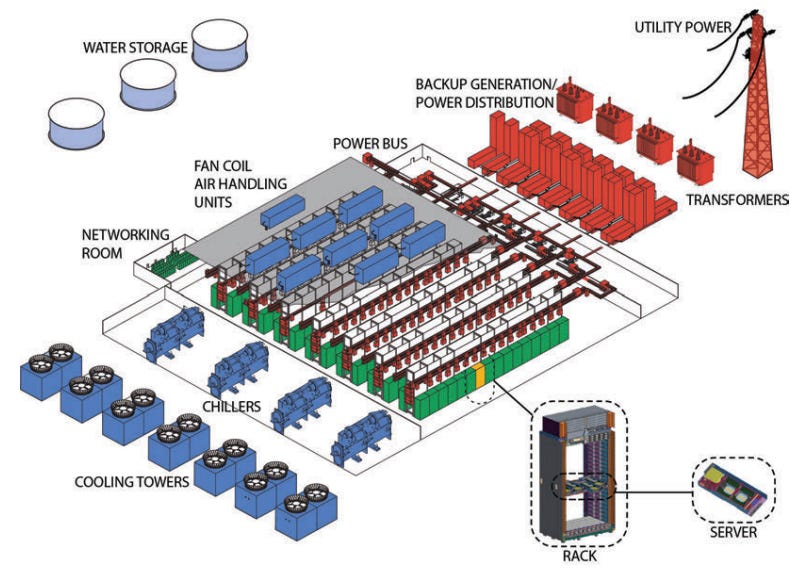 WATER STORAGE
UTILITY POWER
BACKUP GENERATION/
POWER DISTRIBUTION
POWER BUS
FAN COIL
AIR HANDLING
UNITS
TRANSFORMERS
NETWORKING
ROOM
CHILLERS
COOLING TOWERS
RACK
SERVER